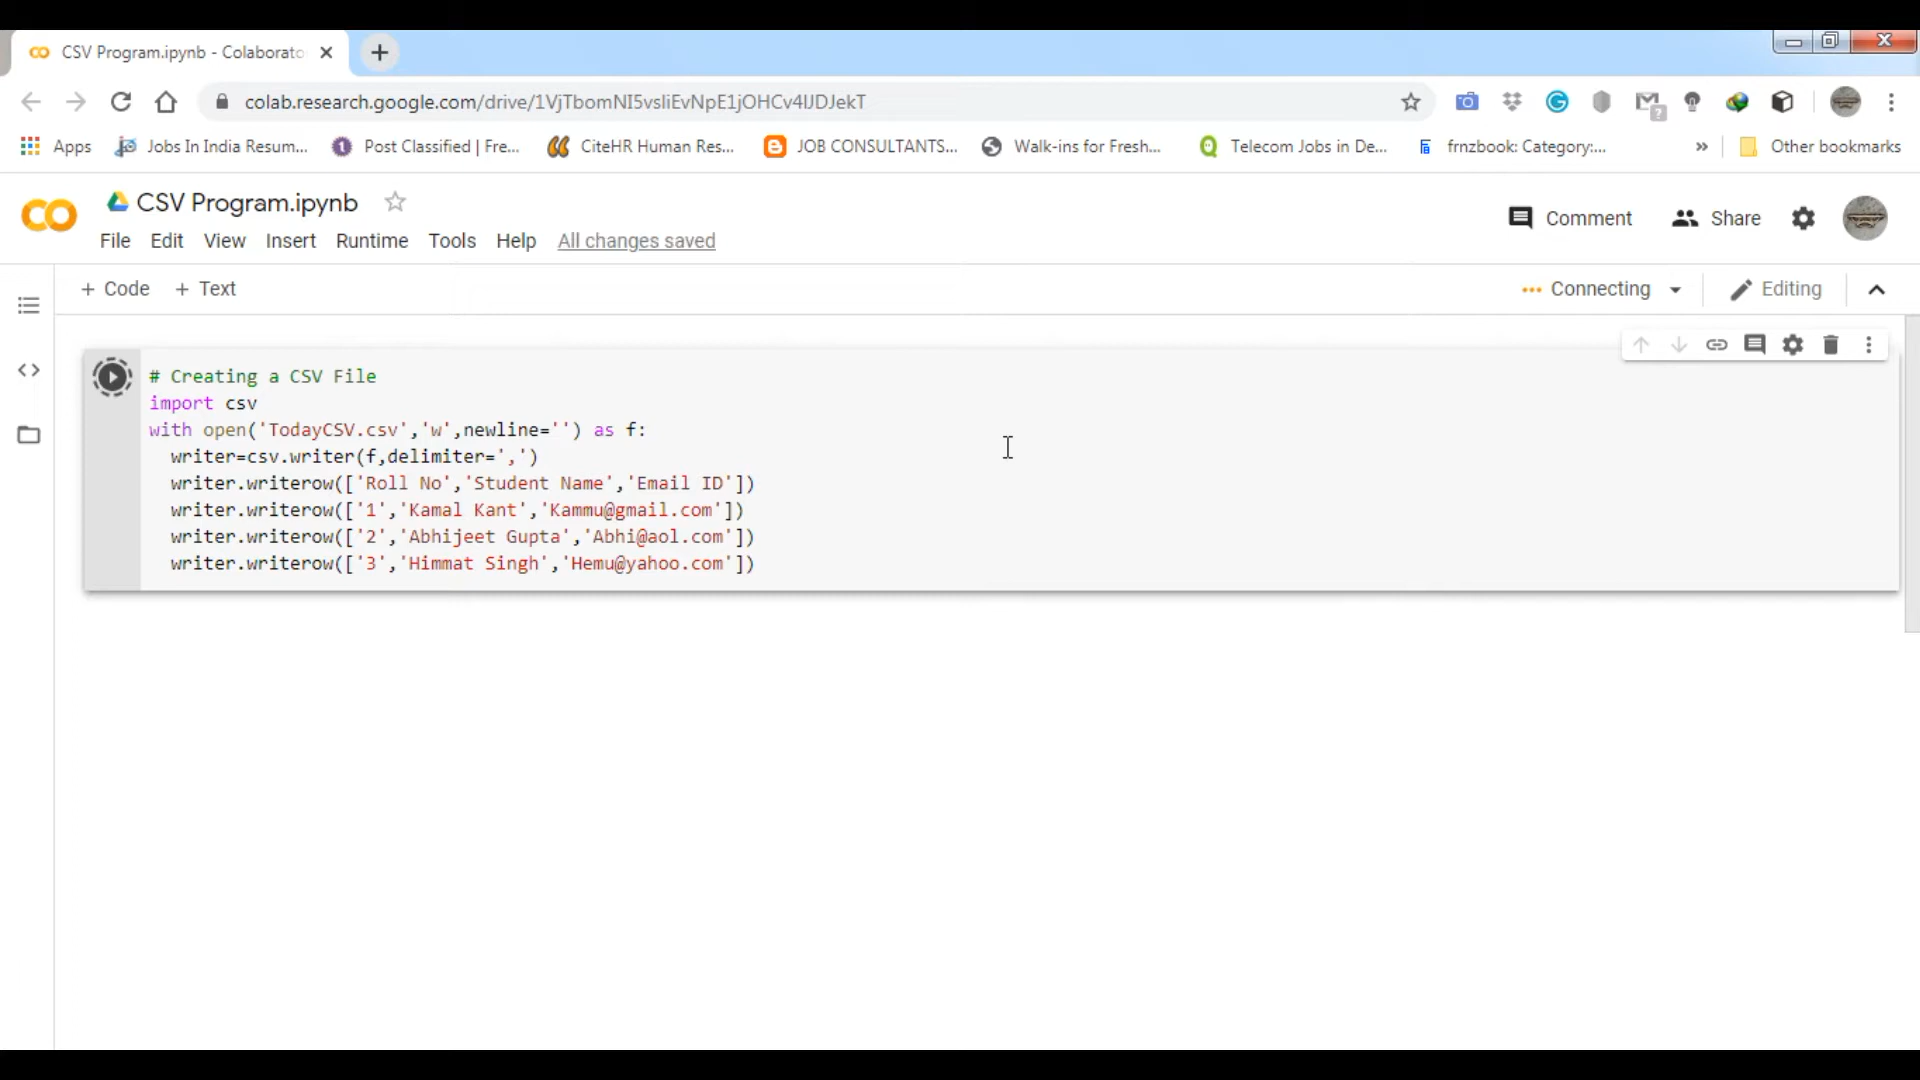 CSV Program.ipynb - Colaborato
colab.research.google.com/drive/1VjTbomNI5vsliEvNpE1jOHCv4lJDJekT
Apps Jobs In India Resum... Post Classified | Fre... CiteHR Human Res... JOB CONSULTANTS... Walk-ins for Fresh... Telecom Jobs in De... frnzbook: Category:... » Other bookmarks
CSV Program.ipynb
Comment Share
File Edit View Insert Runtime Tools Help All changes saved
+ Code + Text Connecting Editing
# Creating a CSV File
import csv
with open('TodayCSV.csv','w',newline='') as f:
writer=csv.writer(f,delimiter=',')
writer.writerow(['Roll No','Student Name','Email ID'])
writer.writerow(['1','Kamal Kant','Kammu@gmail.com'])
writer.writerow(['2','Abhijeet Gupta','Abhi@aol.com'])
writer.writerow(['3','Himmat Singh','Hemu@yahoo.com'])